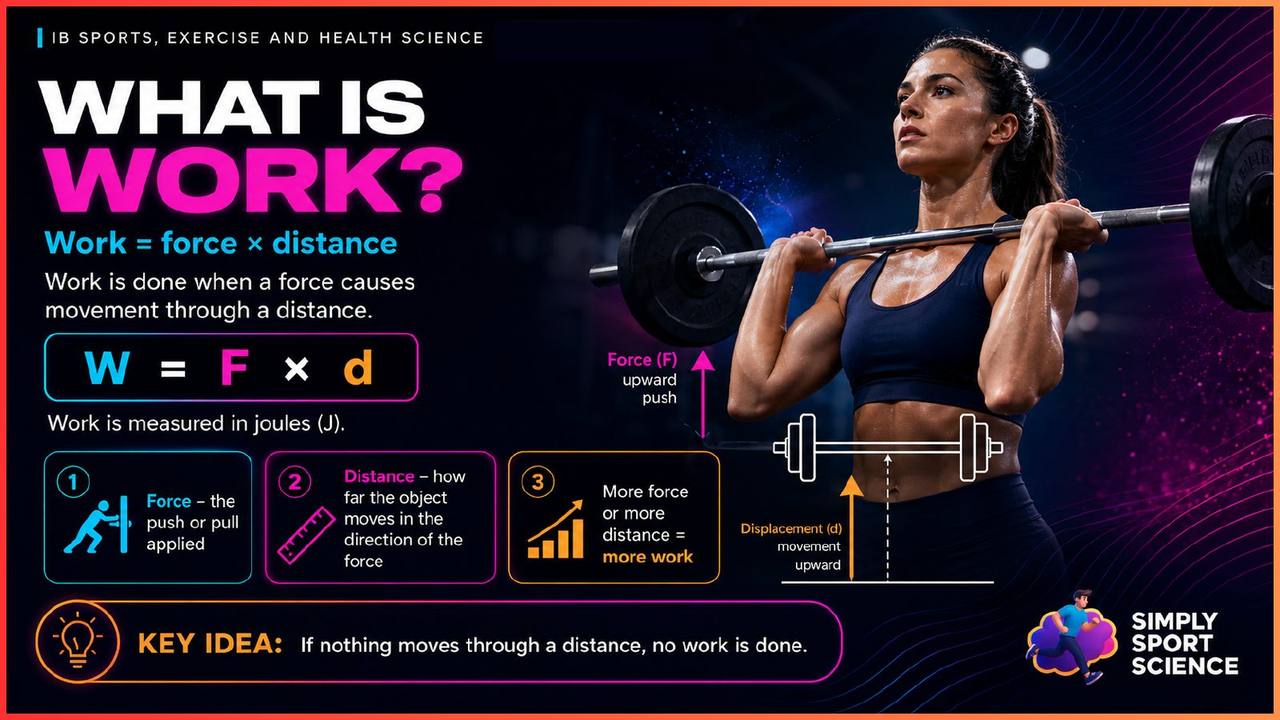 IB SPORTS, EXERCISE AND HEALTH SCIENCE
WHAT IS
WORK?
Work = force × distance
Work is done when a force causes
movement through a distance.
W = F × d
Work is measured in joules (J).
1
Force – the
push or pull
applied
2
Distance – how
far the object
moves in the
direction of the
force
3
More force
or more
distance =
more work
Force (F)
upward
push
Displacement (d)
movement
upward
KEY IDEA: If nothing moves through a distance, no work is done.
SIMPLY
SPORT
SCIENCE